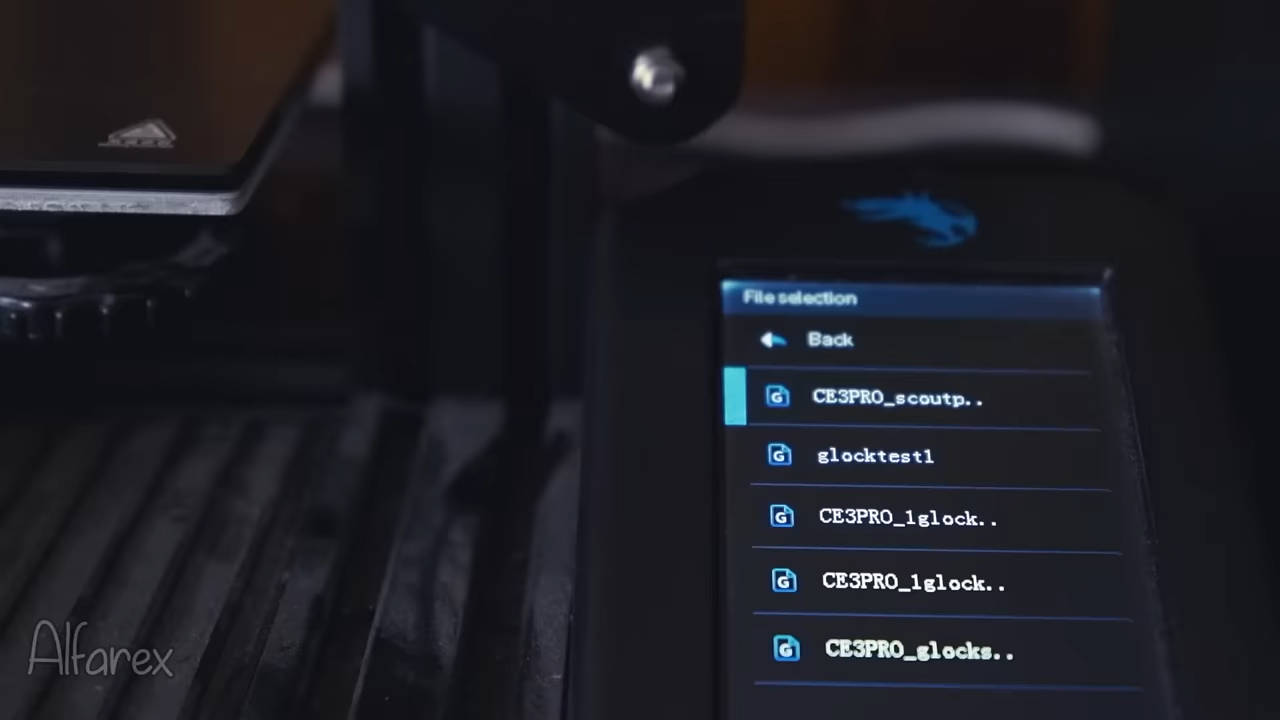 File selection
Back
CE3PRO_scoutp..
glocktest1
CE3PRO_1glock..
CE3PRO_1glock..
CE3PRO_glocks..
Alfarex